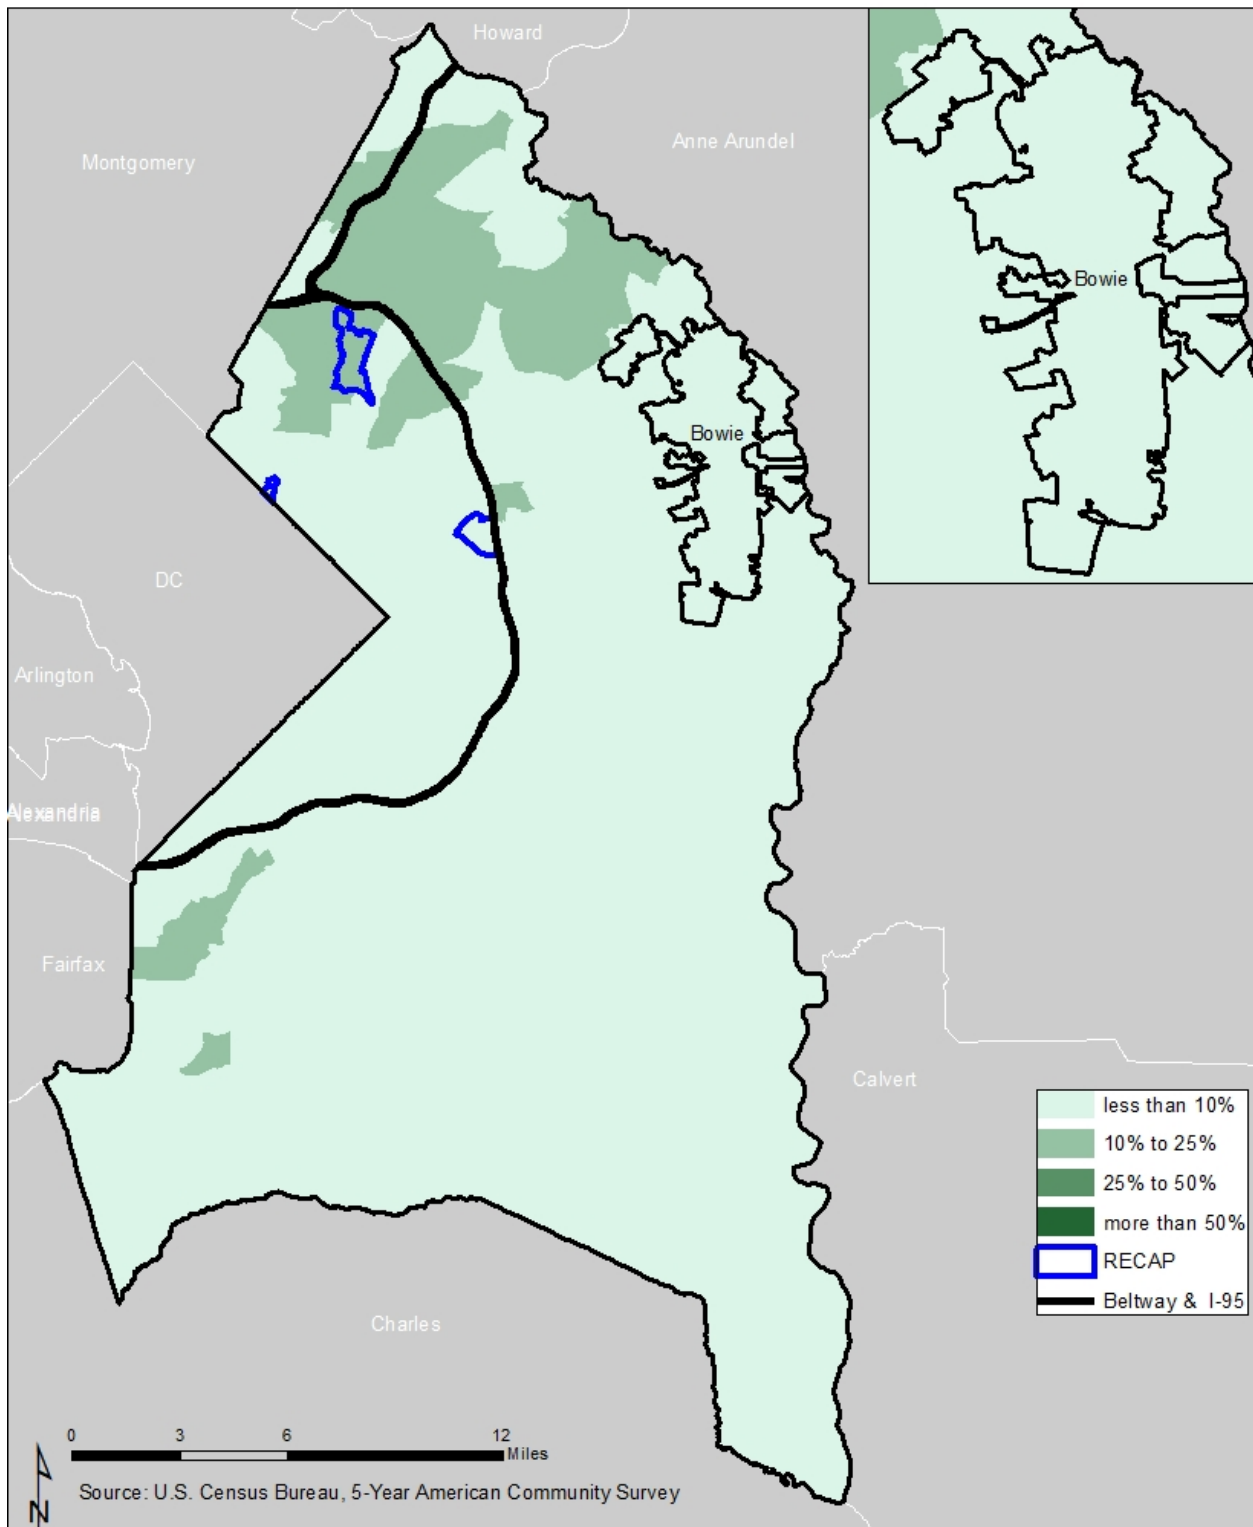 Howard
Anne Arundel
Montgomery
Bowie
Bowie
DC
Arlington
Alexandria
Fairfax
Calvert
less than 10%
10% to 25%
25% to 50%
more than 50%
RECAP
Beltway & I-95
Charles
0 3 6 12
Miles
Source: U.S. Census Bureau, 5-Year American Community Survey
N